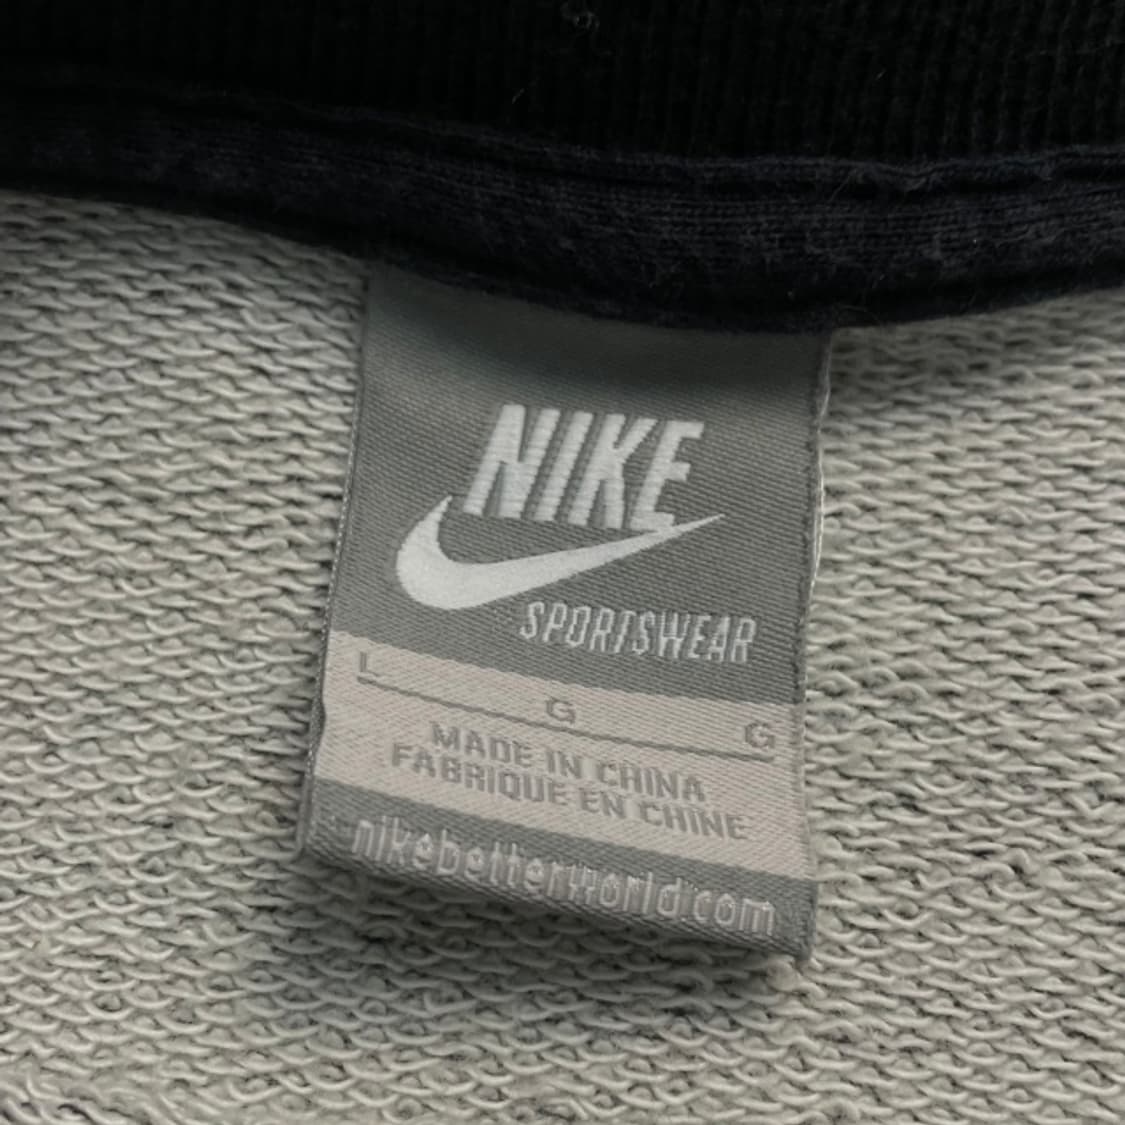 NIKE
SPORTSWEAR
L G G
MADE IN CHINA
FABRIQUE EN CHINE
nikebetterworld.com